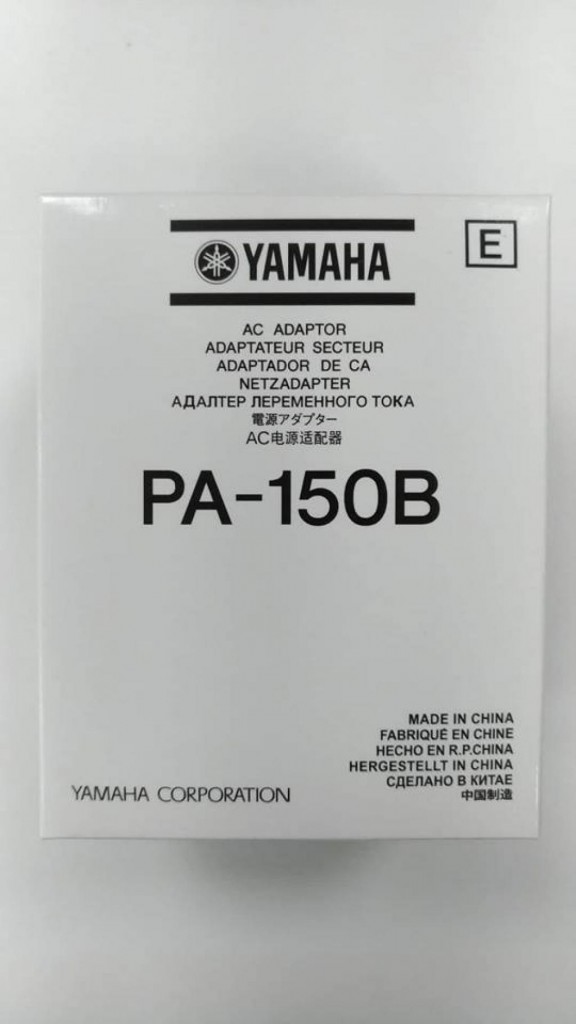 YAMAHA
E
AC ADAPTOR
ADAPTATEUR SECTEUR
ADAPTADOR DE CA
NETZADAPTER
АДАЛТЕР ЛЕРЕМЕННОГО ТОКА
電源アダプター
AC电源适配器
PA-150B
MADE IN CHINA
FABRIQUÉ EN CHINE
HECHO EN R.P.CHINA
HERGESTELLT IN CHINA
СДЕЛАНО В КИТАЕ
中国制造
YAMAHA CORPORATION